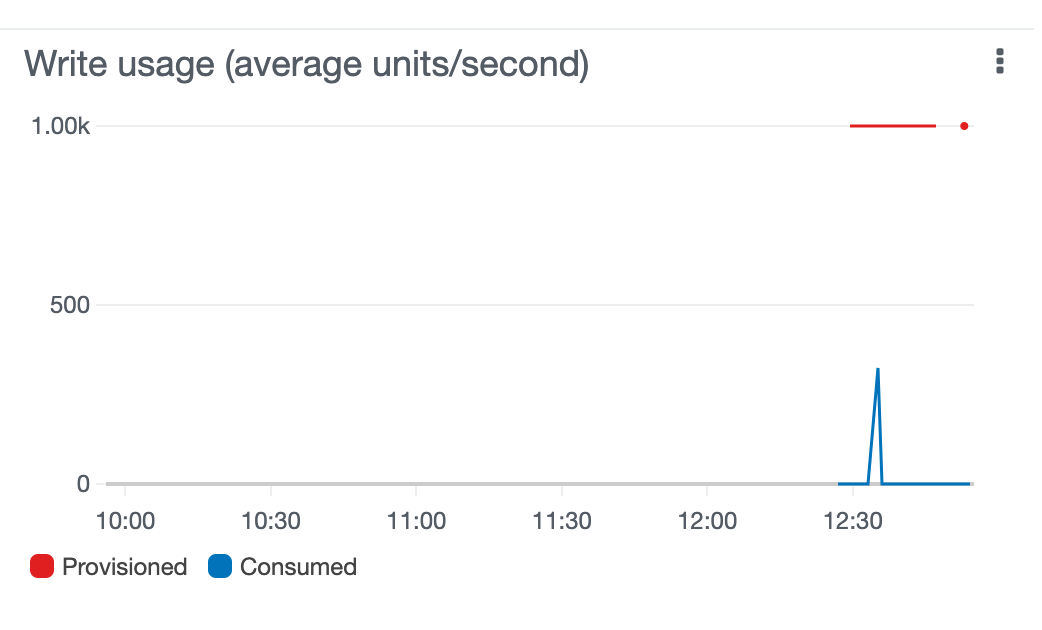 Write usage (average units/second)
1.00k
500
0
10:00 10:30 11:00 11:30 12:00 12:30
Provisioned Consumed